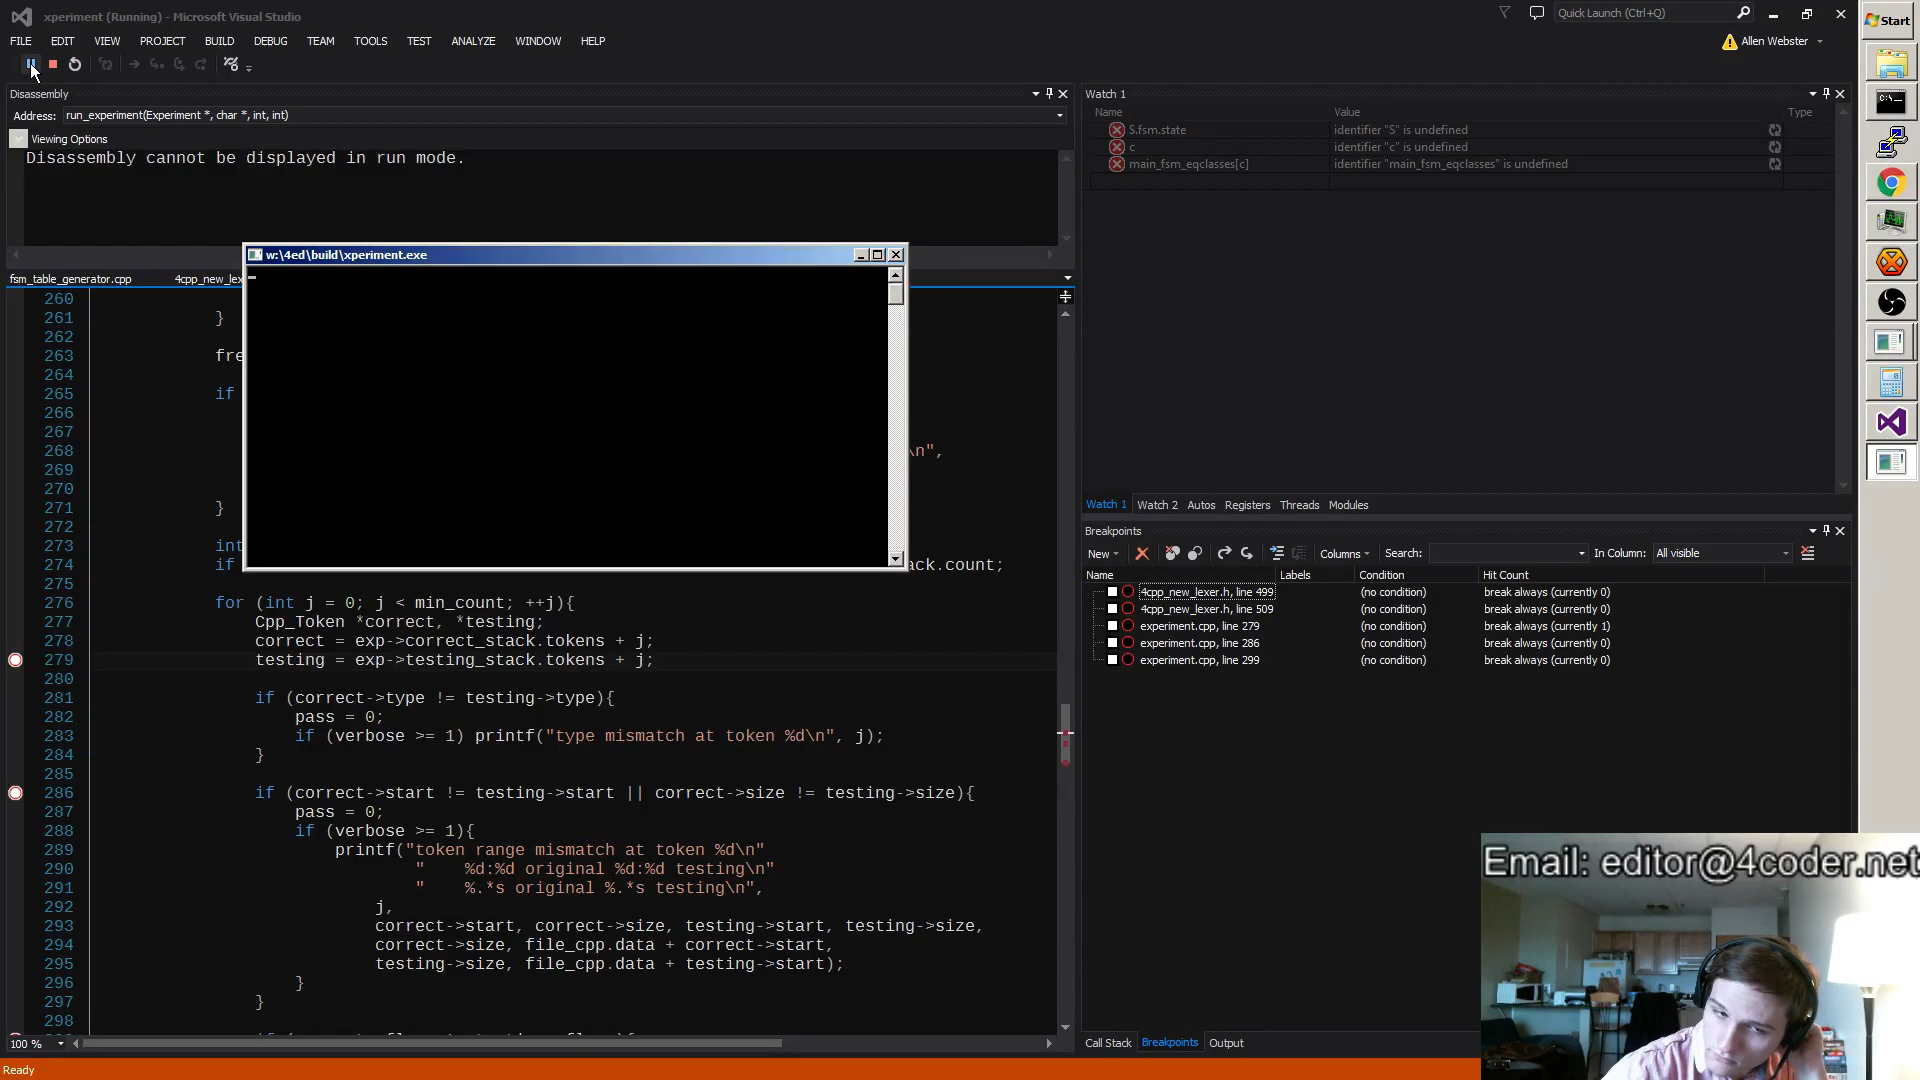 xperiment (Running) - Microsoft Visual Studio
Quick Launch (Ctrl+Q)
Start
FILE EDIT VIEW PROJECT BUILD DEBUG TEAM TOOLS TEST ANALYZE WINDOW HELP
Allen Webster
Disassembly
Address: run_experiment(Experiment *, char *, int, int)
Viewing Options
Disassembly cannot be displayed in run mode.
Watch 1
Name Value Type
S.fsm.state identifier "S" is undefined
c identifier "c" is undefined
main_fsm_eqclasses[c] identifier "main_fsm_eqclasses" is undefined
w:\4ed\build\xperiment.exe
fsm_table_generator.cpp 4cpp_new_lex
260
261 }
262
263 fre
264
265 if
266
267
268 \n",
269
270
271 }
272
273 int
274 if ack.count;
275
276 for (int j = 0; j < min_count; ++j){
277 Cpp_Token *correct, *testing;
278 correct = exp->correct_stack.tokens + j;
279 testing = exp->testing_stack.tokens + j;
280
281 if (correct->type != testing->type){
282 pass = 0;
283 if (verbose >= 1) printf("type mismatch at token %d\n", j);
284 }
285
286 if (correct->start != testing->start || correct->size != testing->size){
287 pass = 0;
288 if (verbose >= 1){
289 printf("token range mismatch at token %d\n"
290 " %d:%d original %d:%d testing\n"
291 " %.*s original %.*s testing\n",
292 j,
293 correct->start, correct->size, testing->start, testing->size,
294 correct->size, file_cpp.data + correct->start,
295 testing->size, file_cpp.data + testing->start);
296 }
297 }
298
100 %
Watch 1 Watch 2 Autos Registers Threads Modules
Breakpoints
New Columns Search: In Column: All visible
Name Labels Condition Hit Count
4cpp_new_lexer.h, line 499 (no condition) break always (currently 0)
4cpp_new_lexer.h, line 509 (no condition) break always (currently 0)
experiment.cpp, line 279 (no condition) break always (currently 1)
experiment.cpp, line 286 (no condition) break always (currently 0)
experiment.cpp, line 299 (no condition) break always (currently 0)
Call Stack Breakpoints Output
Email: editor@4coder.net
Ready